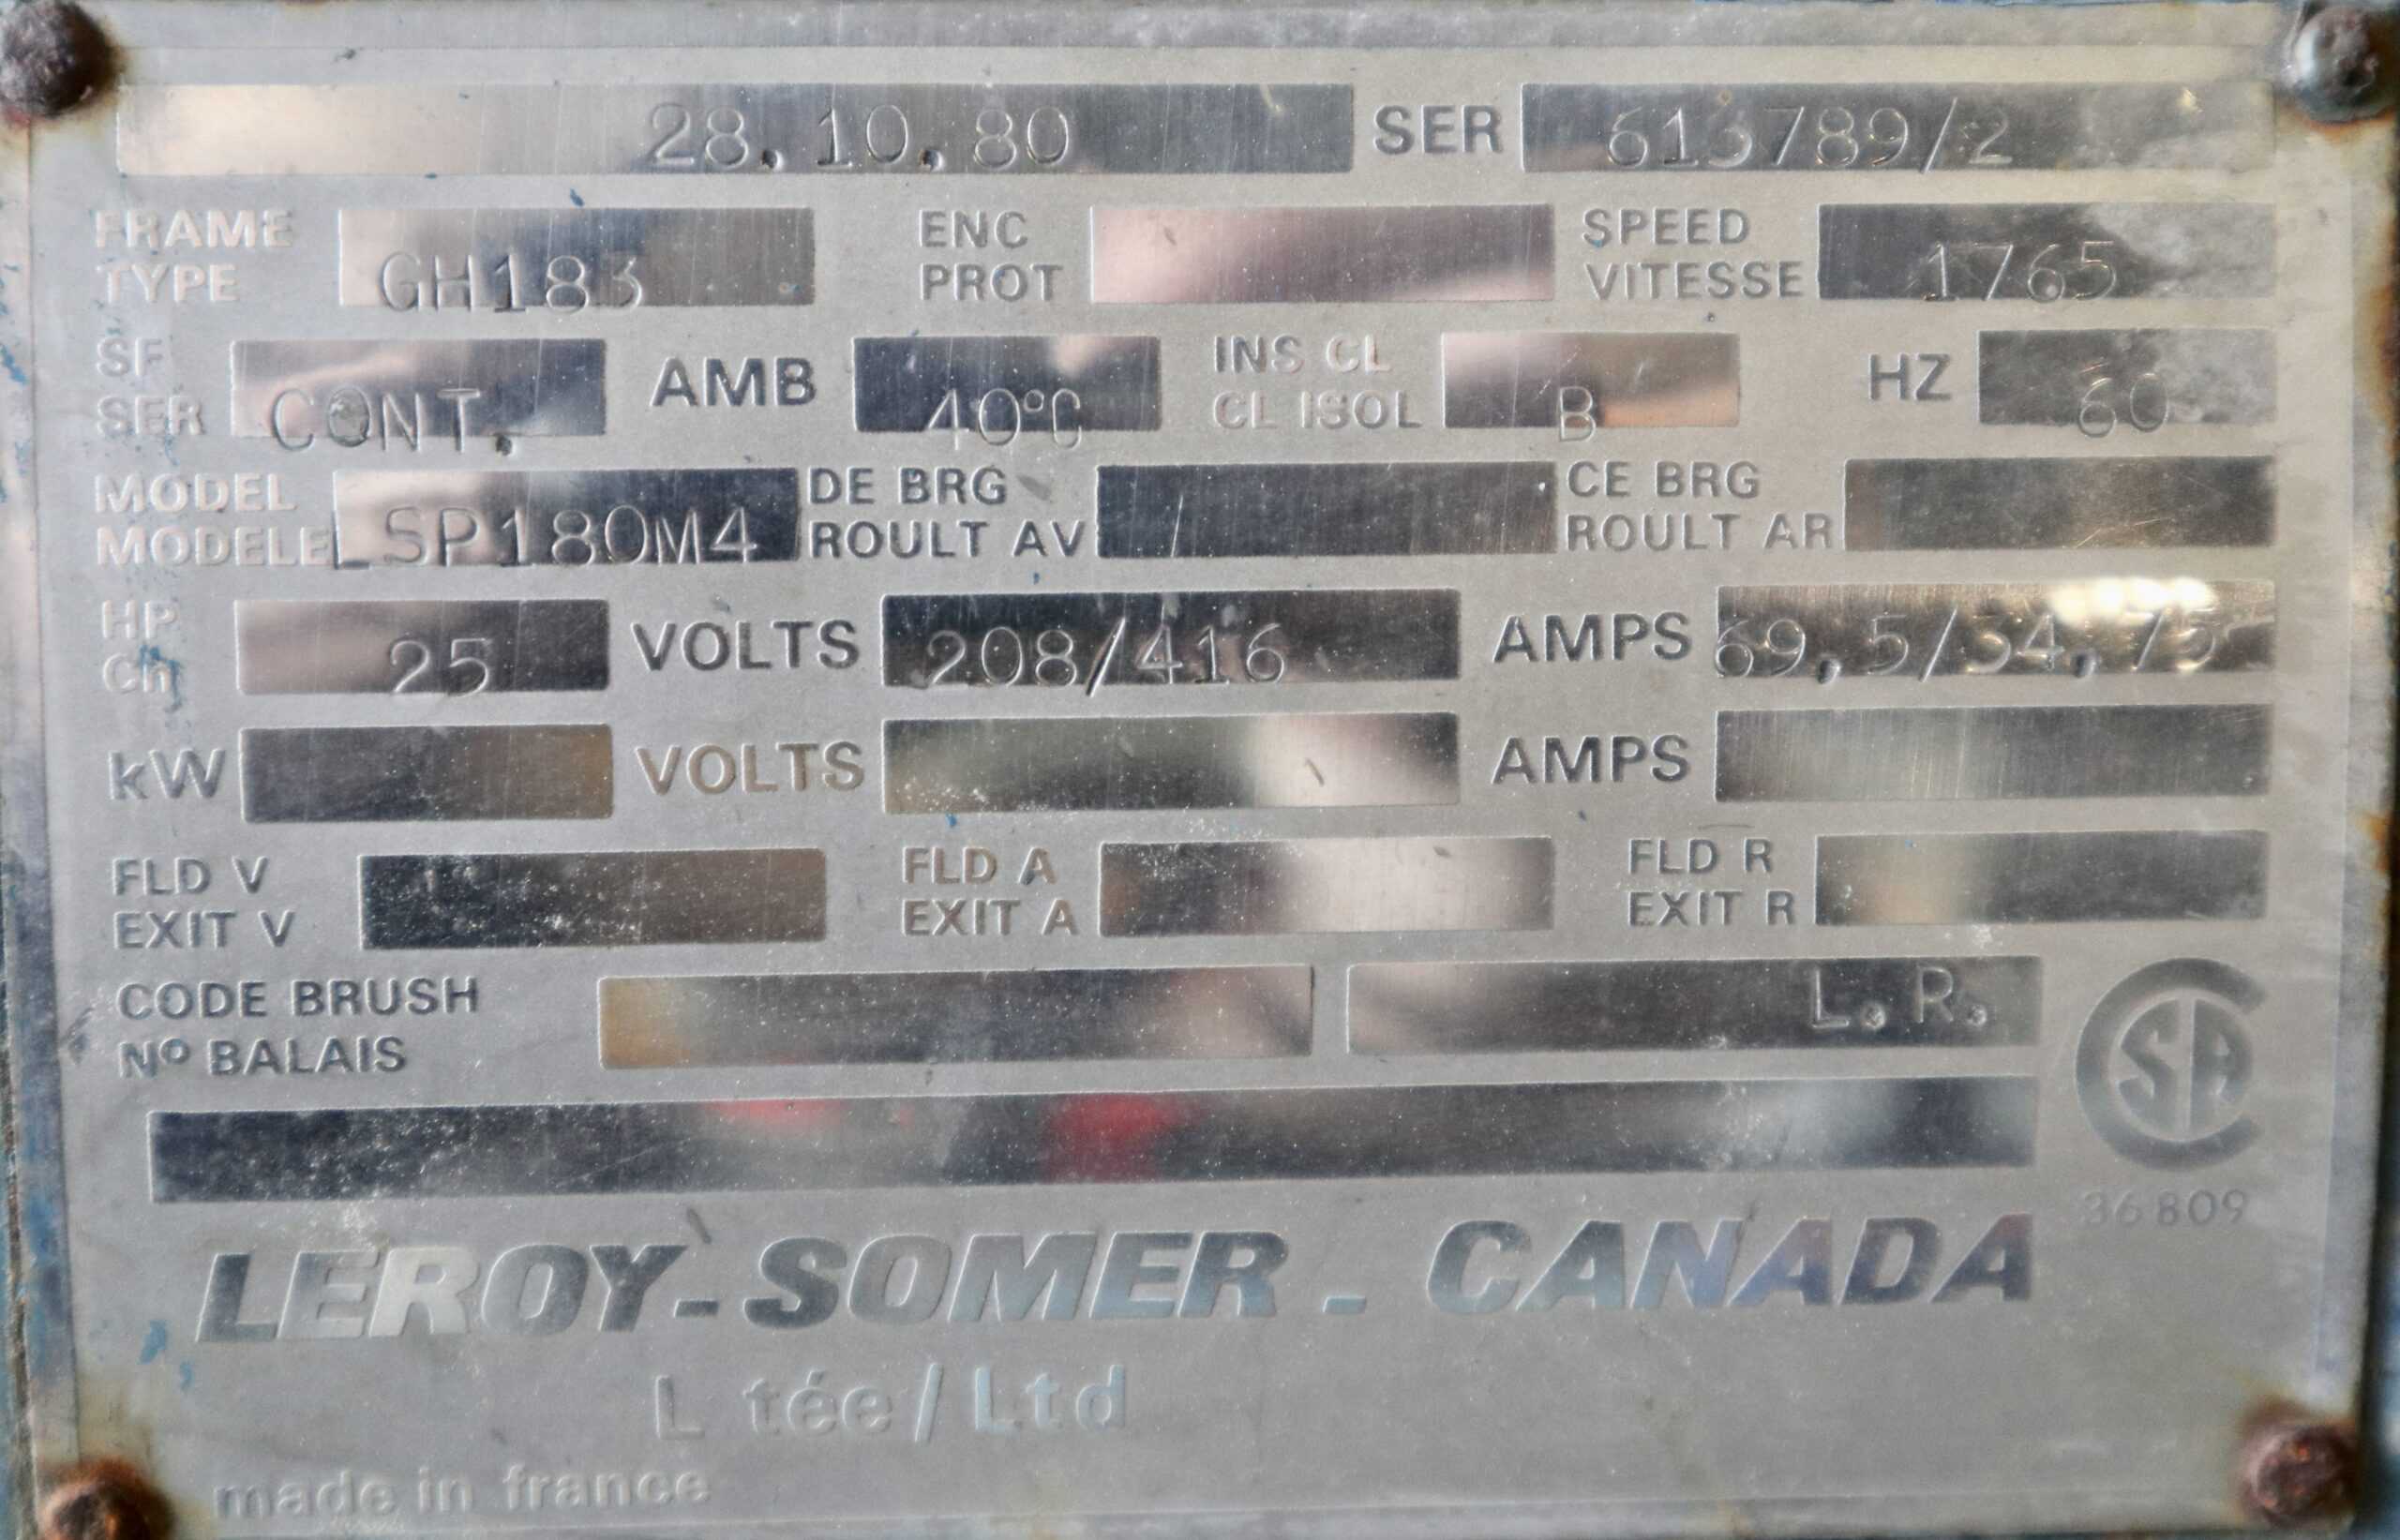 28.10.80 SER 613789/2
FRAME TYPE GH183 ENC PROT SPEED VITESSE 1765
SF SER CONT. AMB 40°C INS CL CL ISOL B HZ 60
MODEL MODELE LSP180M4 DE BRG ROULT AV CE BRG ROULT AR
HP Ch 25 VOLTS 208/416 AMPS 69,5/34,75
kW VOLTS AMPS
FLD V EXIT V FLD A EXIT A FLD R EXIT R
CODE BRUSH Nº BALAIS L.R. CSA
36809
LEROY-SOMER - CANADA
Ltée/Ltd
made in france